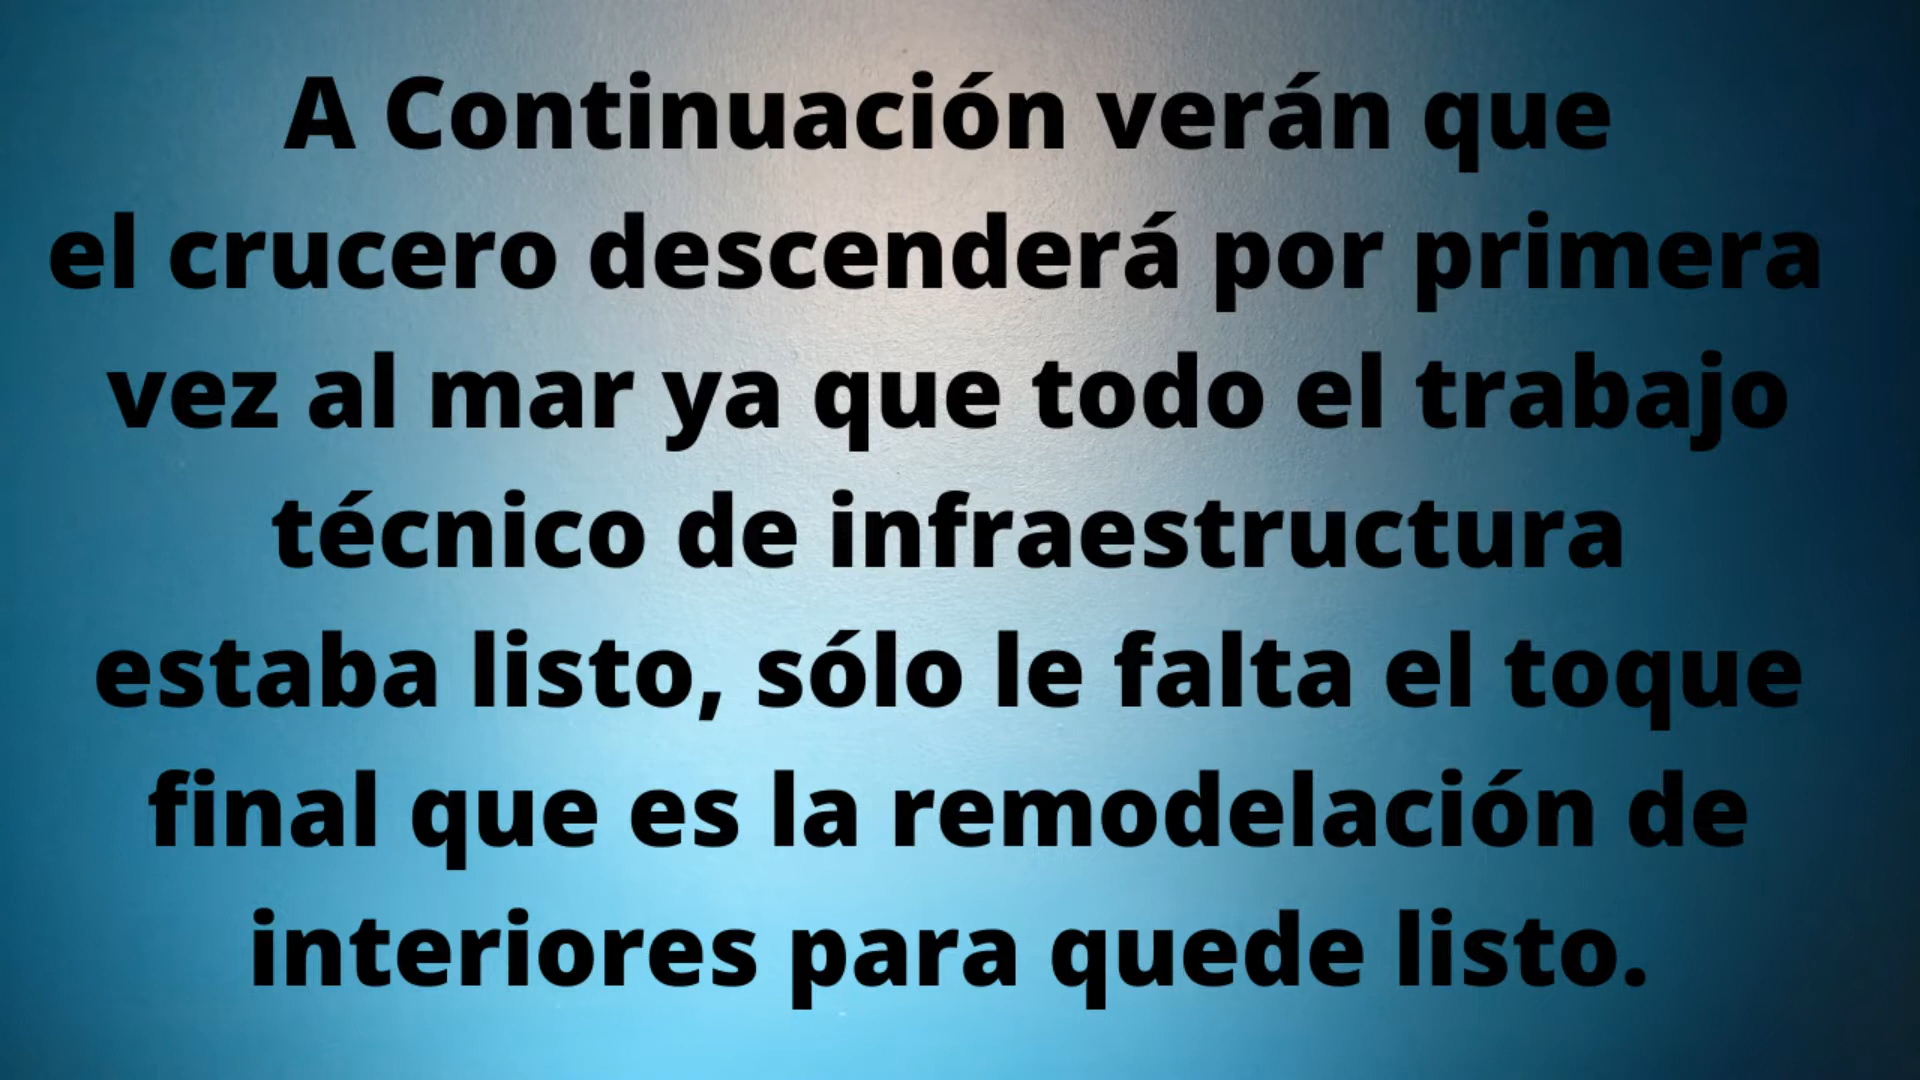 A Continuación verán que
el crucero descenderá por primera
vez al mar ya que todo el trabajo
técnico de infraestructura
estaba listo, sólo le falta el toque
final que es la remodelación de
interiores para quede listo.